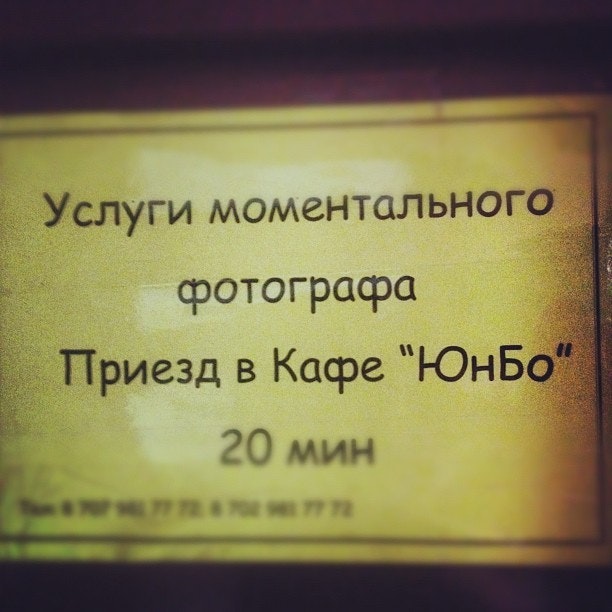 Услуги моментального
фотографа
Приезд в Кафе "ЮнБо"
20 мин